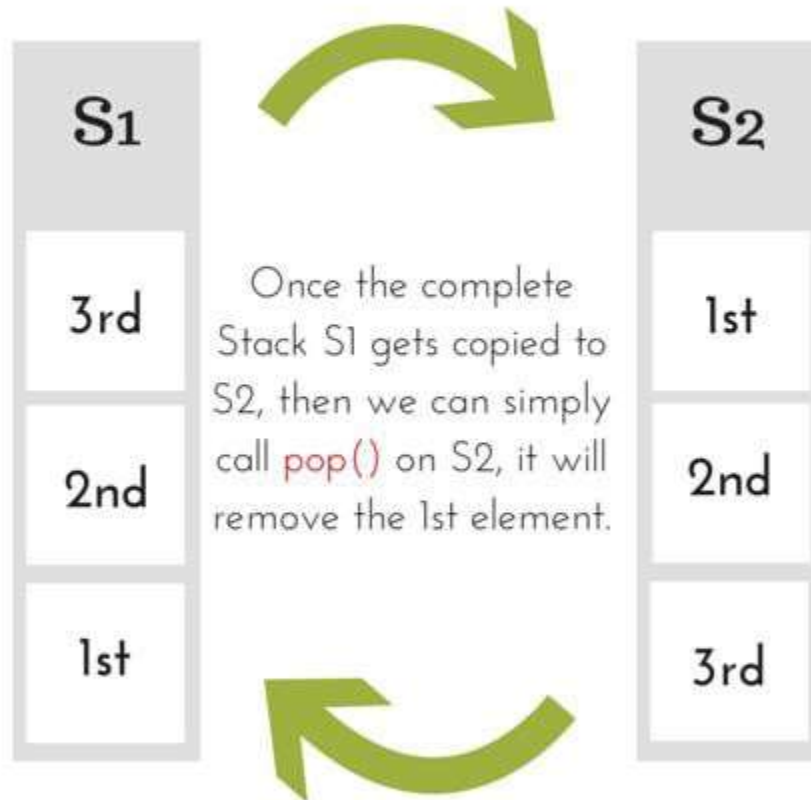 S1
3rd
2nd
1st
Once the complete
Stack S1 gets copied to
S2, then we can simply
call pop() on S2, it will
remove the 1st element.
S2
1st
2nd
3rd